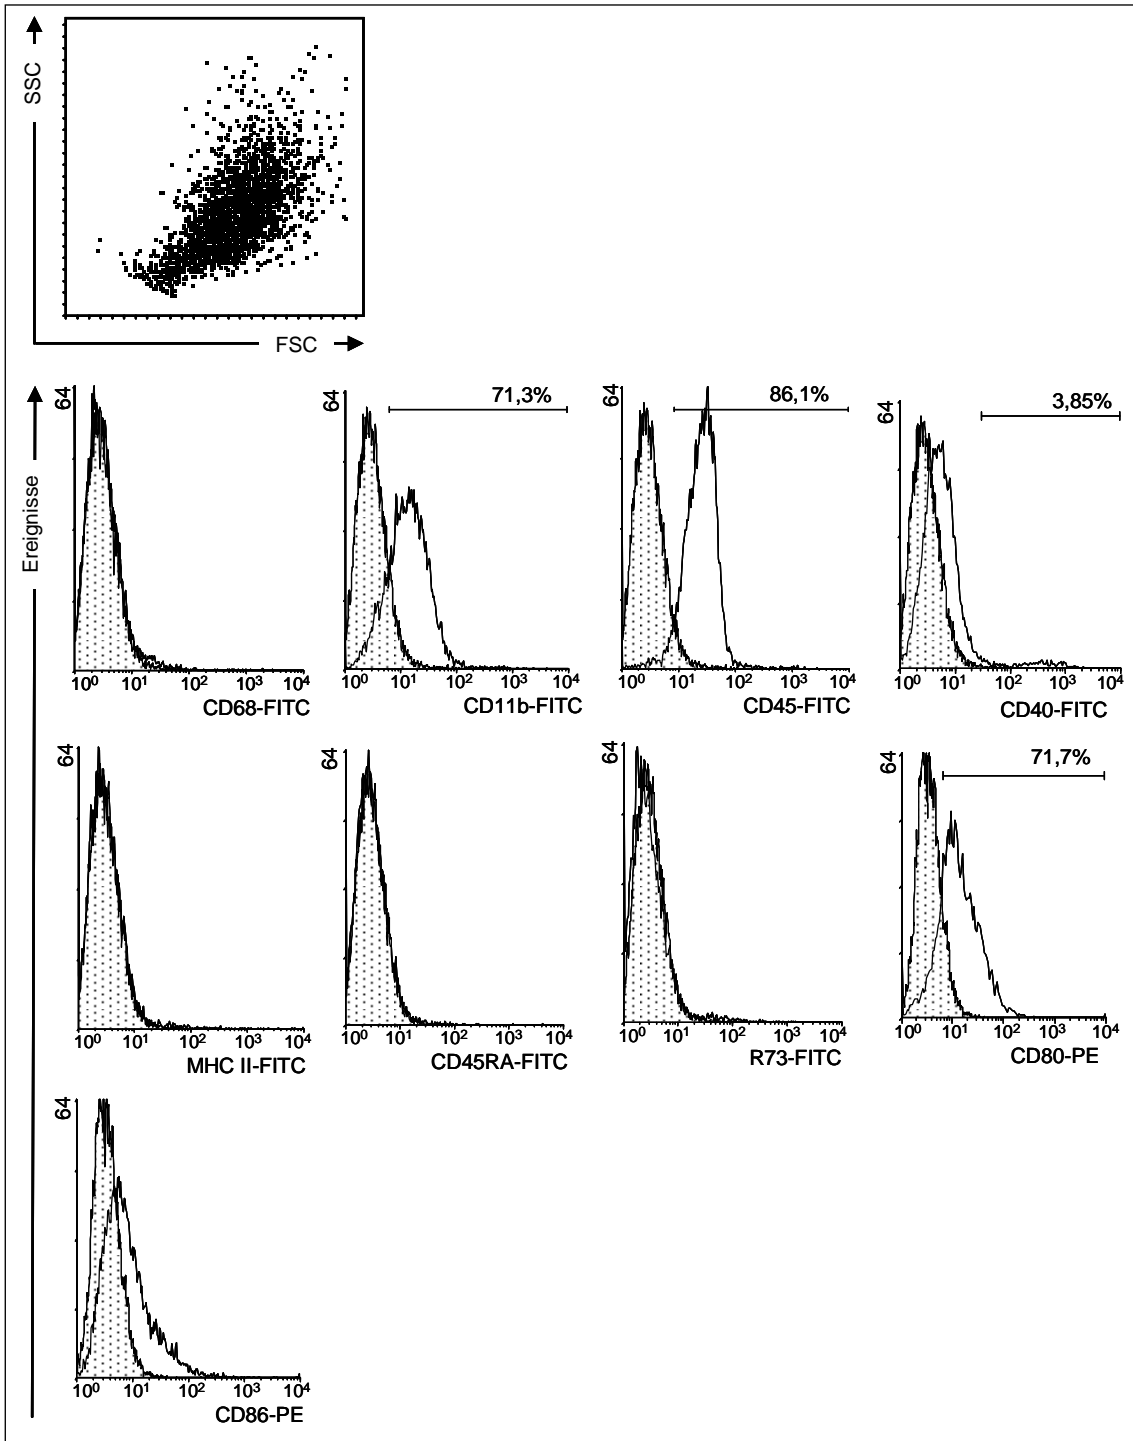 SSC
FSC
Ereignisse
64
71,3%
64
86,1%
64
3,85%
64
10⁰ 10¹ 10² 10³ 10⁴
CD68-FITC
10⁰ 10¹ 10² 10³ 10⁴
CD11b-FITC
10⁰ 10¹ 10² 10³ 10⁴
CD45-FITC
10⁰ 10¹ 10² 10³ 10⁴
CD40-FITC
64
64
64
71,7%
64
10⁰ 10¹ 10² 10³ 10⁴
MHC II-FITC
10⁰ 10¹ 10² 10³ 10⁴
CD45RA-FITC
10⁰ 10¹ 10² 10³ 10⁴
R73-FITC
10⁰ 10¹ 10² 10³ 10⁴
CD80-PE
64
10⁰ 10¹ 10² 10³ 10⁴
CD86-PE